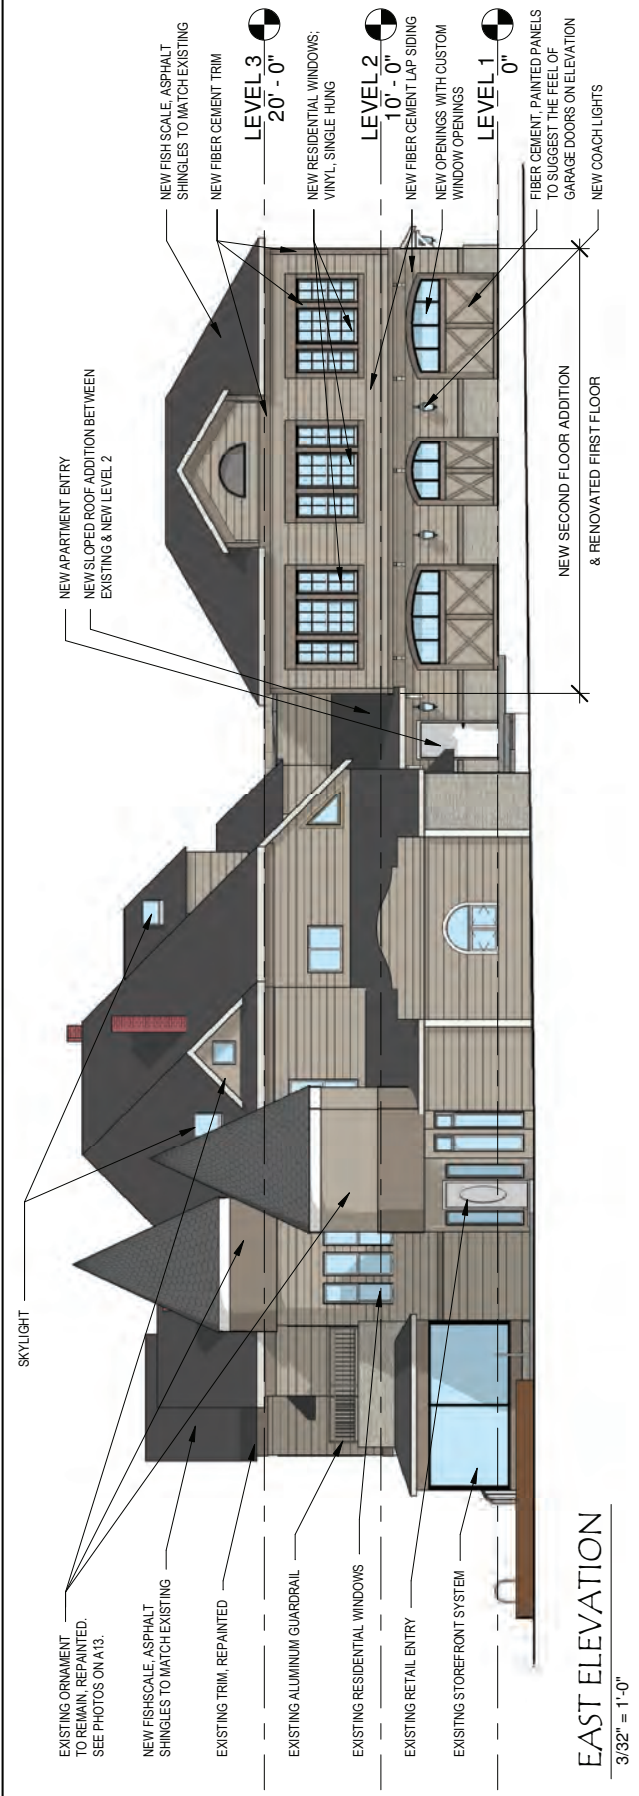 SKYLIGHT
EXISTING ORNAMENT
TO REMAIN, REPAINTED.
SEE PHOTOS ON A13.
NEW FISHSCALE, ASPHALT
SHINGLES TO MATCH EXISTING
EXISTING TRIM, REPAINTED
EXISTING ALUMINUM GUARDRAIL
EXISTING RESIDENTIAL WINDOWS
EXISTING RETAIL ENTRY
EXISITNG STOREFRONT SYSTEM
NEW APARTMENT ENTRY
NEW SLOPED ROOF ADDITION BETWEEN
EXISTING & NEW LEVEL 2
NEW FISH SCALE, ASPHALT
SHINGLES TO MATCH EXISTING
NEW FIBER CEMENT TRIM
LEVEL 3
20' - 0"
NEW RESIDENTIAL WINDOWS;
VINYL, SINGLE HUNG
LEVEL 2
10' - 0"
NEW FIBER CEMENT LAP SIDING
NEW OPENINGS WITH CUSTOM
WINDOW OPENINGS
LEVEL 1
0"
FIBER CEMENT, PAINTED PANELS
TO SUGGEST THE FEEL OF
GARAGE DOORS ON ELEVATION
NEW COACH LIGHTS
NEW SECOND FLOOR ADDITION
& RENOVATED FIRST FLOOR
EAST ELEVATION
3/32" = 1'-0"